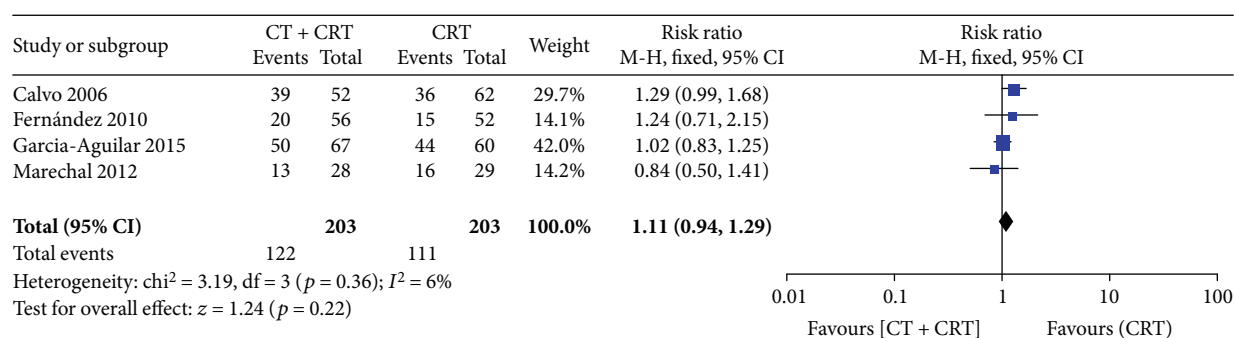 Study or subgroup CT + CRT CRT Weight Risk ratio Risk ratio
Events Total Events Total M-H, fixed, 95% CI M-H, fixed, 95% CI
Calvo 2006 39 52 36 62 29.7% 1.29 (0.99, 1.68)
Fernández 2010 20 56 15 52 14.1% 1.24 (0.71, 2.15)
Garcia-Aguilar 2015 50 67 44 60 42.0% 1.02 (0.83, 1.25)
Marechal 2012 13 28 16 29 14.2% 0.84 (0.50, 1.41)
Total (95% CI) 203 203 100.0% 1.11 (0.94, 1.29)
Total events 122 111
Heterogeneity: chi² = 3.19, df = 3 (p = 0.36); I² = 6%
Test for overall effect: z = 1.24 (p = 0.22)
0.01 0.1 1 10 100
Favours [CT + CRT] Favours (CRT)